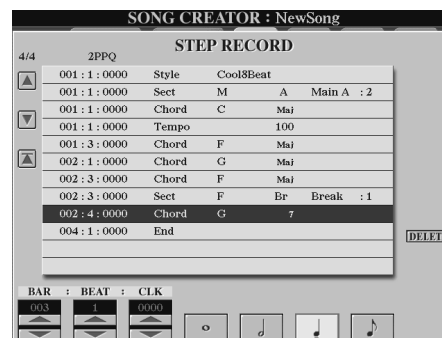 SONG CREATOR : NewSong
STEP RECORD
4/4 2PPQ
001 : 1 : 0000 Style Cool8Beat
001 : 1 : 0000 Sect M A Main A : 2
001 : 1 : 0000 Chord C Maj
001 : 1 : 0000 Tempo 100
001 : 3 : 0000 Chord F Maj
002 : 1 : 0000 Chord G Maj
002 : 3 : 0000 Chord F Maj
002 : 3 : 0000 Sect F Br Break : 1
002 : 4 : 0000 Chord G 7
004 : 1 : 0000 End
DELET
BAR : BEAT : CLK
003 1 0000